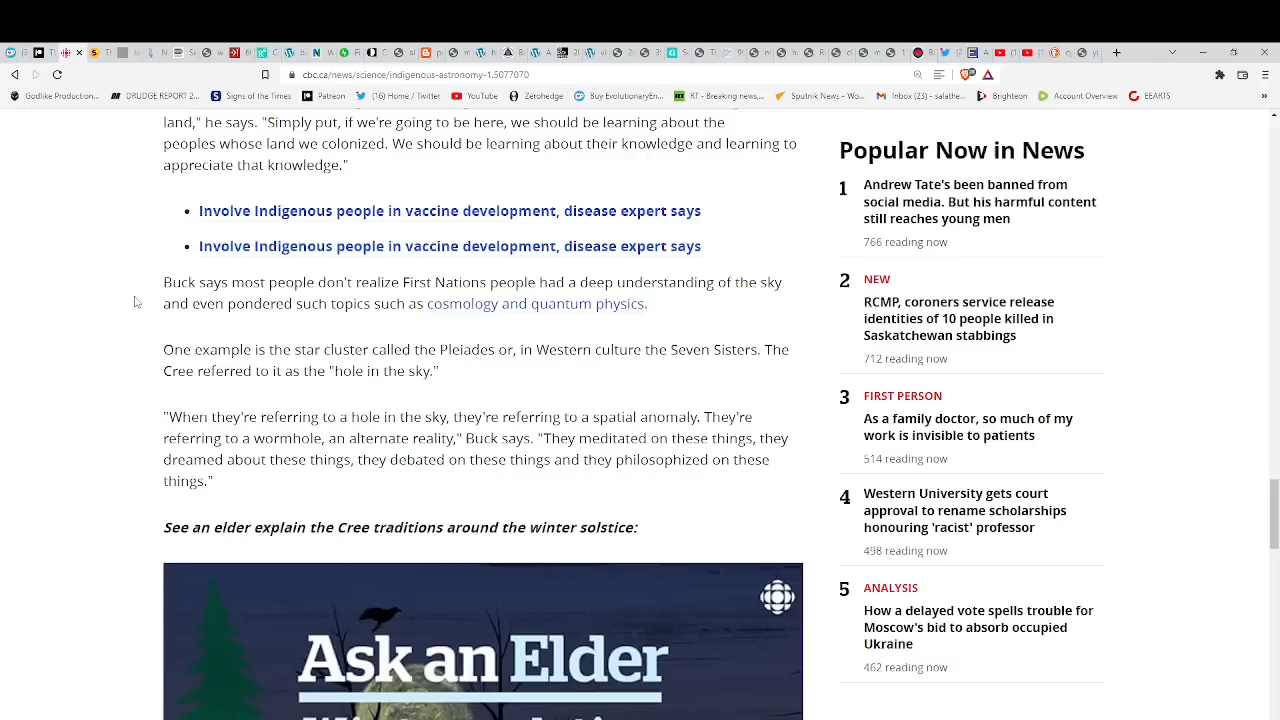 cbc.ca/news/science/indigenous-astronomy-1.5077070
Godlike Production...
DRUDGE REPORT 2...
Signs of the Times
Patreon
(16) Home / Twitter
YouTube
Zerohedge
Buy EvolutionaryEn...
RT - Breaking news,...
Sputnik News - Wo...
Inbox (23) - salathe...
Brighteon
Account Overview
EEARTS
»
land," he says. "Simply put, if we're going to be here, we should be learning about the
peoples whose land we colonized. We should be learning about their knowledge and learning to
appreciate that knowledge."
• Involve Indigenous people in vaccine development, disease expert says
• Involve Indigenous people in vaccine development, disease expert says
Buck says most people don't realize First Nations people had a deep understanding of the sky
and even pondered such topics such as cosmology and quantum physics.
One example is the star cluster called the Pleiades or, in Western culture the Seven Sisters. The
Cree referred to it as the "hole in the sky."
"When they're referring to a hole in the sky, they're referring to a spatial anomaly. They're
referring to a wormhole, an alternate reality," Buck says. "They meditated on these things, they
dreamed about these things, they debated on these things and they philosophized on these
things."
See an elder explain the Cree traditions around the winter solstice:
Ask an Elder
Popular Now in News
1
Andrew Tate's been banned from
social media. But his harmful content
still reaches young men
766 reading now
2
NEW
RCMP, coroners service release
identities of 10 people killed in
Saskatchewan stabbings
712 reading now
3
FIRST PERSON
As a family doctor, so much of my
work is invisible to patients
514 reading now
4
Western University gets court
approval to rename scholarships
honouring 'racist' professor
498 reading now
5
ANALYSIS
How a delayed vote spells trouble for
Moscow's bid to absorb occupied
Ukraine
462 reading now